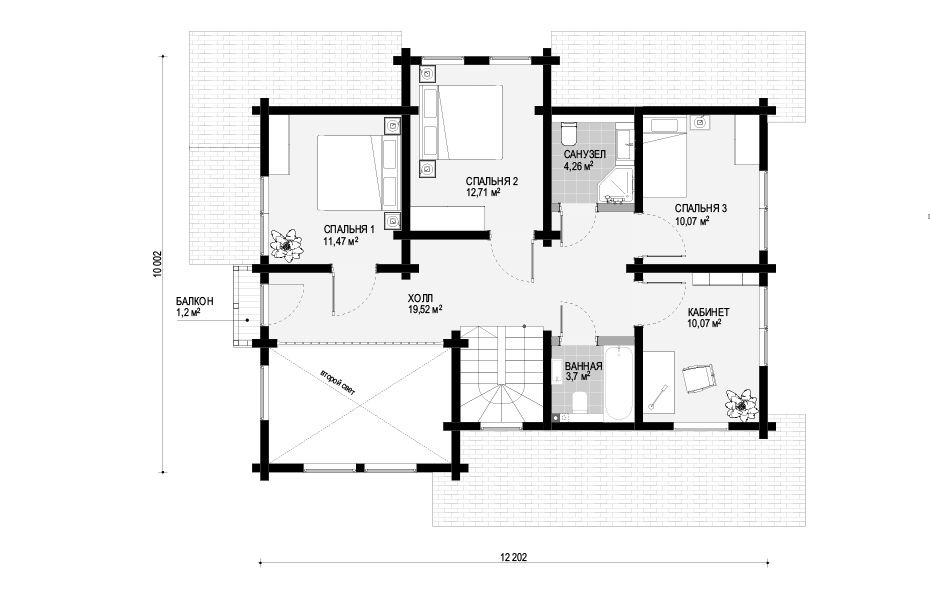 СПАЛЬНЯ 2
12,71 м²
САНУЗЕЛ
4,26 м²
СПАЛЬНЯ 3
10,07 м²
СПАЛЬНЯ 1
11,47 м²
10 002
БАЛКОН
1,2 м²
ХОЛЛ
19,52 м²
КАБИНЕТ
10,07 м²
ВАННАЯ
3,7 м²
второй свет
12 202